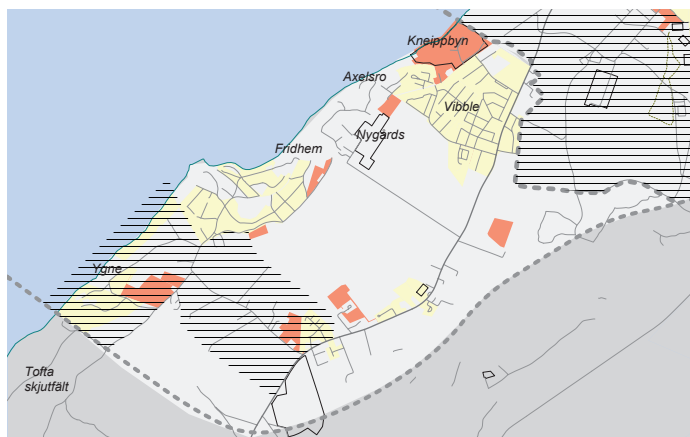 Kneippbyn
Axelsro
Vibble
Nygårds
Fridhem
Ygne
Tofta
skjutfält